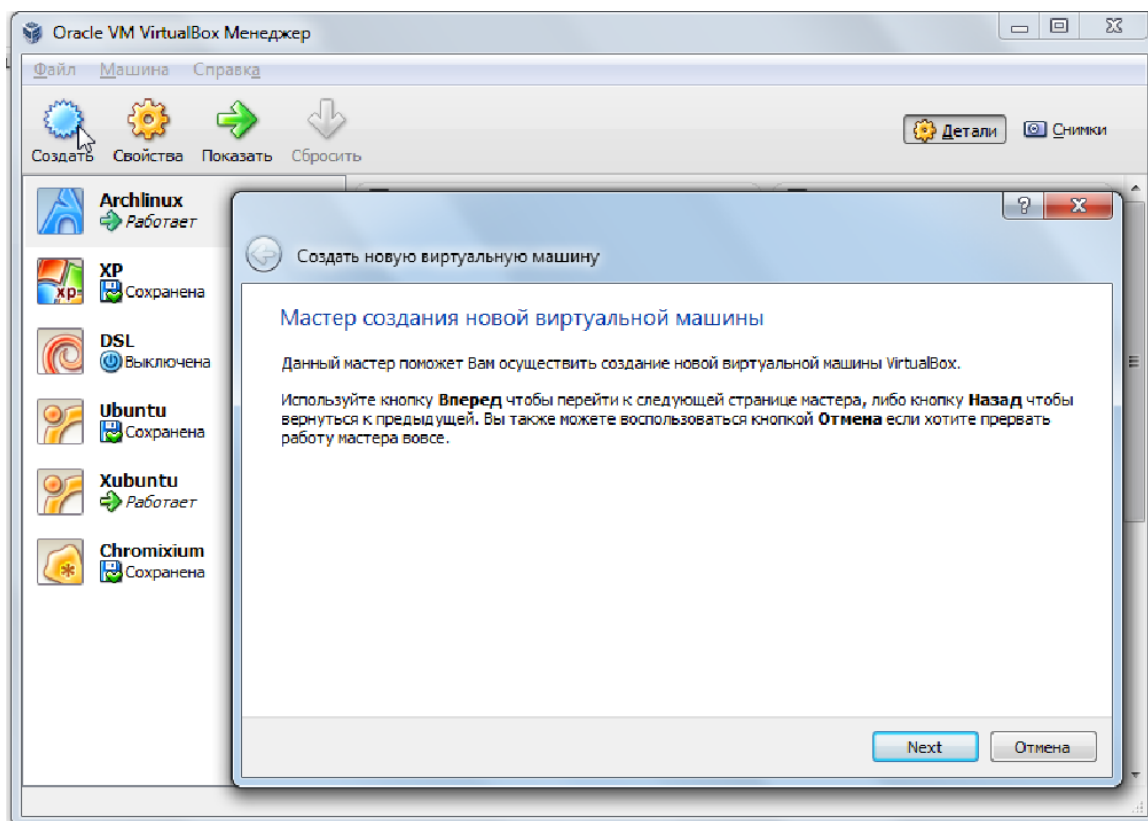 Oracle VM VirtualBox Менеджер
Файл Машина Справка
Создать Свойства Показать Сбросить
Детали Снимки
Archlinux
Работает
XP
Сохранена
DSL
Выключена
Ubuntu
Сохранена
Xubuntu
Работает
Chromixium
Сохранена
Создать новую виртуальную машину
Мастер создания новой виртуальной машины
Данный мастер поможет Вам осуществить создание новой виртуальной машины VirtualBox.
Используйте кнопку Вперед чтобы перейти к следующей странице мастера, либо кнопку Назад чтобы
вернуться к предыдущей. Вы также можете воспользоваться кнопкой Отмена если хотите прервать
работу мастера вовсе.
Next Отмена